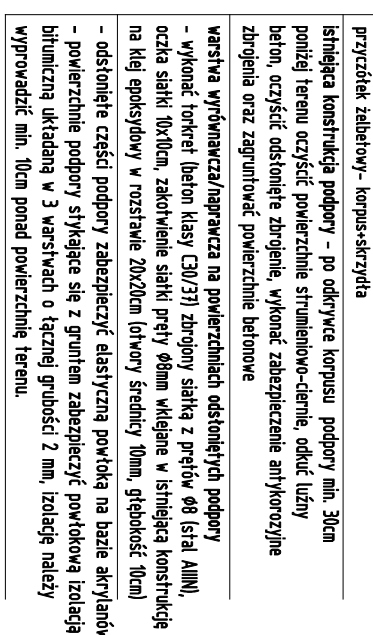 przyczółek żelbetowy- korpus+skrzydła
istniejąca konstrukcja podpory - po odkrywce korpusu podpory min. 30cm
poniżej terenu oczyścić powierzchnie strumieniowo-ciernie, odkuć luźny
beton, oczyścić odsłonięte zbrojenie, wykonać zabezpieczenie antykorozyjne
zbrojenia oraz zagruntować powierzchnie betonowe
warstwa wyrównawcza/naprawcza na powierzchniach odsłoniętych podpory
- wykonać torkret (beton klasy C30/37) zbrojony siatką z prętów Ø8 (stal AIIIN),
oczka siatki 10x10cm, zakotwienie siatki pręty Ø8mm wklejane w istniejącą konstrukcję
na klej epoksydowy w rozstawie 20x20cm (otwory średnicy 10mm, głębokość 10cm)
- odsłonięte części podpory zabezpieczyć elastyczną powłoką na bazie akrylanów
- powierzchnie podpory stykające się z gruntem zabezpieczyć powłokową izolacją
bitumiczną układaną w 3 warstwach o łącznej grubości 2 mm, izolację należy
wyprowadzić min. 10cm ponad powierzchnię terenu.